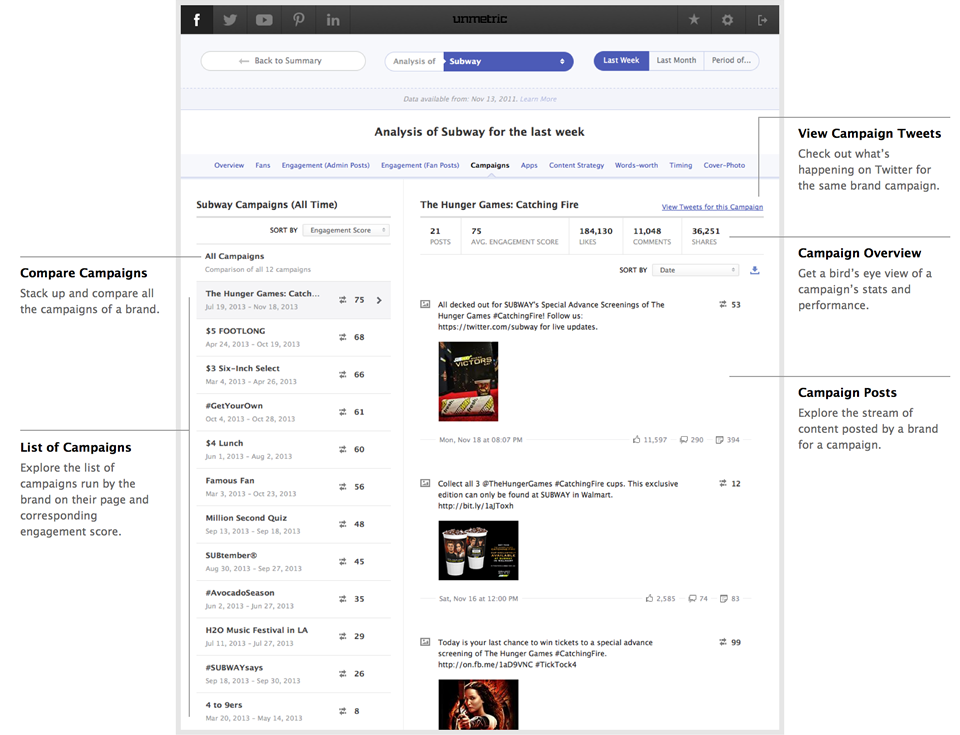 unmetric
Back to Summary
Analysis of
Subway
Last Week
Last Month
Period of...
Data available from: Nov 13, 2011. Learn More
Analysis of Subway for the last week
Overview
Fans
Engagement (Admin Posts)
Engagement (Fan Posts)
Campaigns
Apps
Content Strategy
Words-worth
Timing
Cover-Photo
Subway Campaigns (All Time)
SORT BY
Engagement Score
All Campaigns
Comparison of all 12 campaigns
The Hunger Games: Catch...
Jul 19, 2013 - Nov 18, 2013
75
$5 FOOTLONG
Apr 24, 2013 - Oct 19, 2013
68
$3 Six-Inch Select
Mar 4, 2013 - Apr 26, 2013
66
#GetYourOwn
Oct 4, 2013 - Oct 28, 2013
61
$4 Lunch
Jun 1, 2013 - Aug 2, 2013
60
Famous Fan
Mar 3, 2013 - Oct 23, 2013
56
Million Second Quiz
Sep 13, 2013 - Sep 18, 2013
48
SUBtember®
Aug 30, 2013 - Sep 27, 2013
45
#AvocadoSeason
Jun 2, 2013 - Jun 27, 2013
35
H2O Music Festival in LA
Jul 11, 2013 - Jul 27, 2013
29
#SUBWAYsays
Sep 18, 2013 - Sep 30, 2013
26
4 to 9ers
Mar 20, 2013 - May 14, 2013
8
The Hunger Games: Catching Fire
View Tweets for this Campaign
21
POSTS
75
AVG. ENGAGEMENT SCORE
184,130
LIKES
11,048
COMMENTS
36,251
SHARES
SORT BY
Date
All decked out for SUBWAY's Special Advance Screenings of The
Hunger Games #CatchingFire! Follow us:
https://twitter.com/subway for live updates.
53
VICTORS
Mon, Nov 18 at 08:07 PM
11,597
290
394
Collect all 3 @TheHungerGames #CatchingFire cups. This exclusive
edition can only be found at SUBWAY in Walmart.
http://bit.ly/1aJToxh
12
Sat, Nov 16 at 12:00 PM
2,585
74
83
Today is your last chance to win tickets to a special advance
screening of The Hunger Games #CatchingFire.
http://on.fb.me/1aD9VNC #TickTock4
99
Compare Campaigns
Stack up and compare all
the campaigns of a brand.
List of Campaigns
Explore the list of
campaigns run by the
brand on their page and
corresponding
engagement score.
View Campaign Tweets
Check out what's
happening on Twitter for
the same brand campaign.
Campaign Overview
Get a bird's eye view of a
campaign's stats and
performance.
Campaign Posts
Explore the stream of
content posted by a brand
for a campaign.